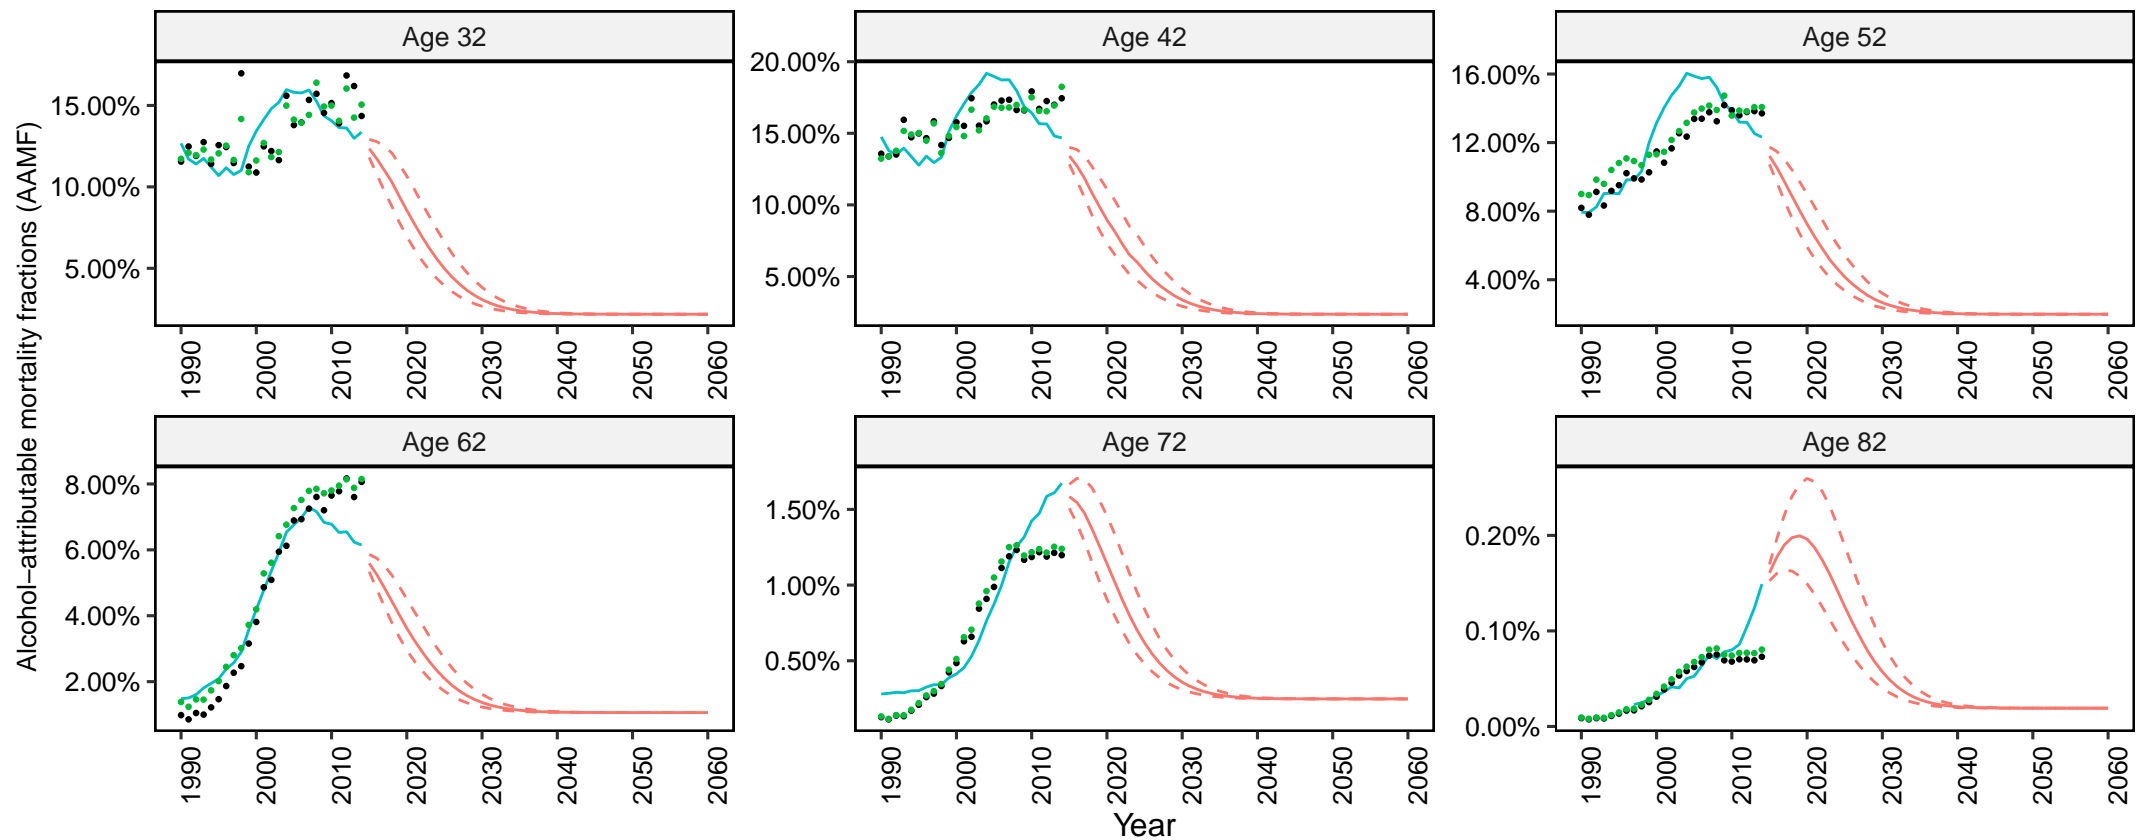 Age 32
Age 42
Age 52
15.00%
10.00%
5.00%
20.00%
15.00%
10.00%
5.00%
16.00%
12.00%
8.00%
4.00%
1990 2000 2010 2020 2030 2040 2050 2060
1990 2000 2010 2020 2030 2040 2050 2060
1990 2000 2010 2020 2030 2040 2050 2060
Alcohol−attributable mortality fractions (AAMF)
Age 62
Age 72
Age 82
8.00%
6.00%
4.00%
2.00%
1.50%
1.00%
0.50%
0.20%
0.10%
0.00%
1990 2000 2010 2020 2030 2040 2050 2060
1990 2000 2010 2020 2030 2040 2050 2060
1990 2000 2010 2020 2030 2040 2050 2060
Year